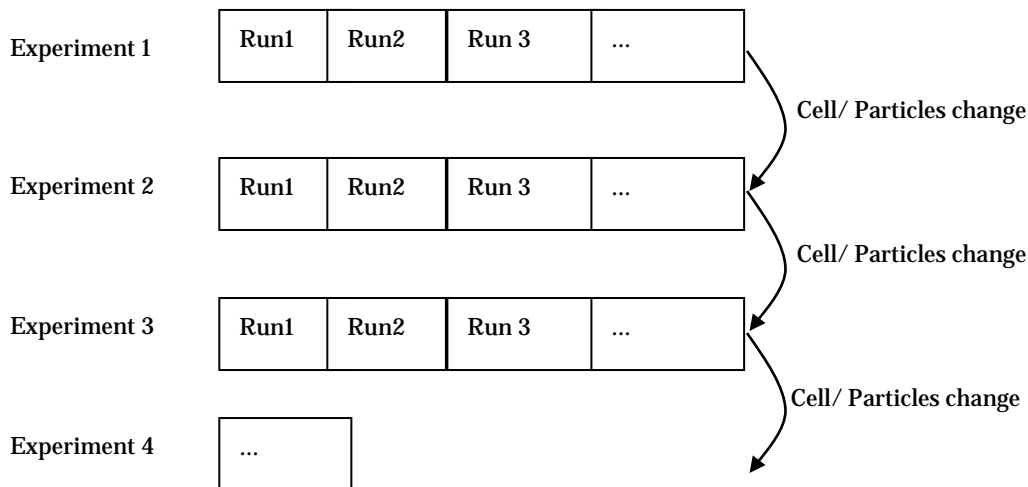 Experiment 1 Run1 Run2 Run 3 ...
Cell/ Particles change
Experiment 2 Run1 Run2 Run 3 ...
Cell/ Particles change
Experiment 3 Run1 Run2 Run 3 ...
Cell/ Particles change
Experiment 4 ...